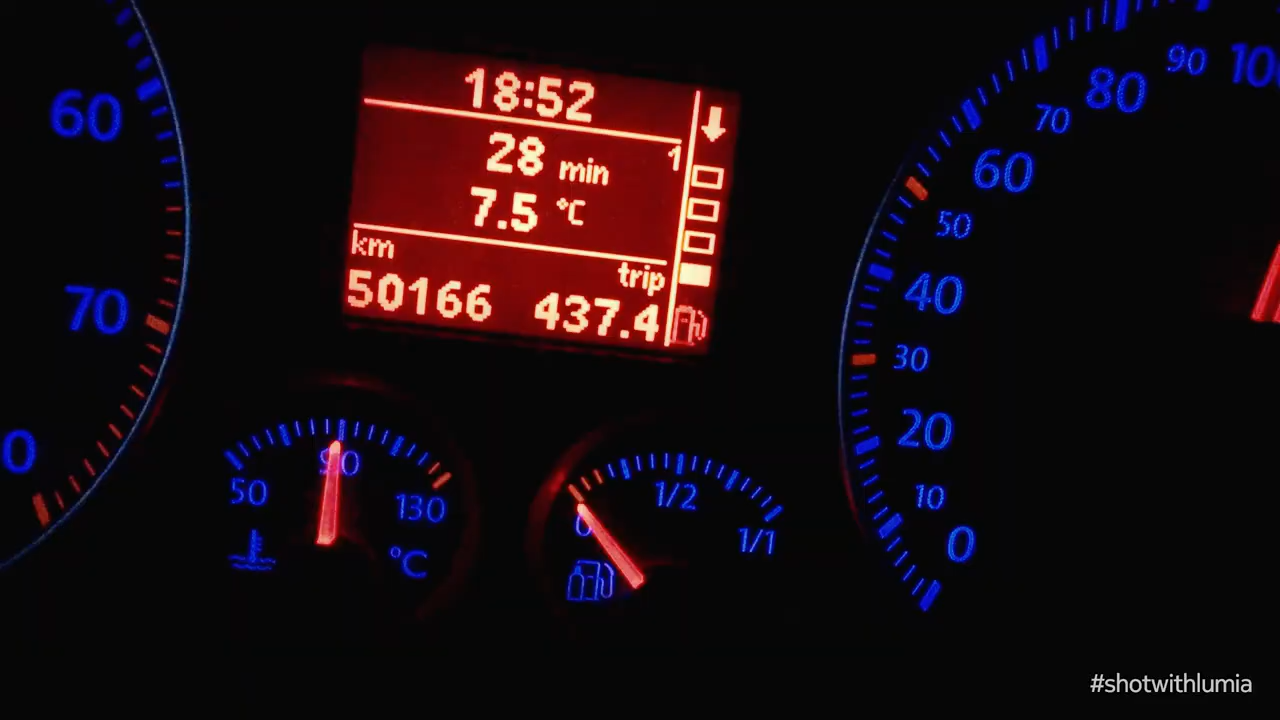 18:52
28 min 1
7.5 °C
km trip
50166 437.4
60
70
0
50 90 130
°C
0 1/2 1/1
100
90
80
70
60
50
40
30
20
10
0
#shotwithlumia